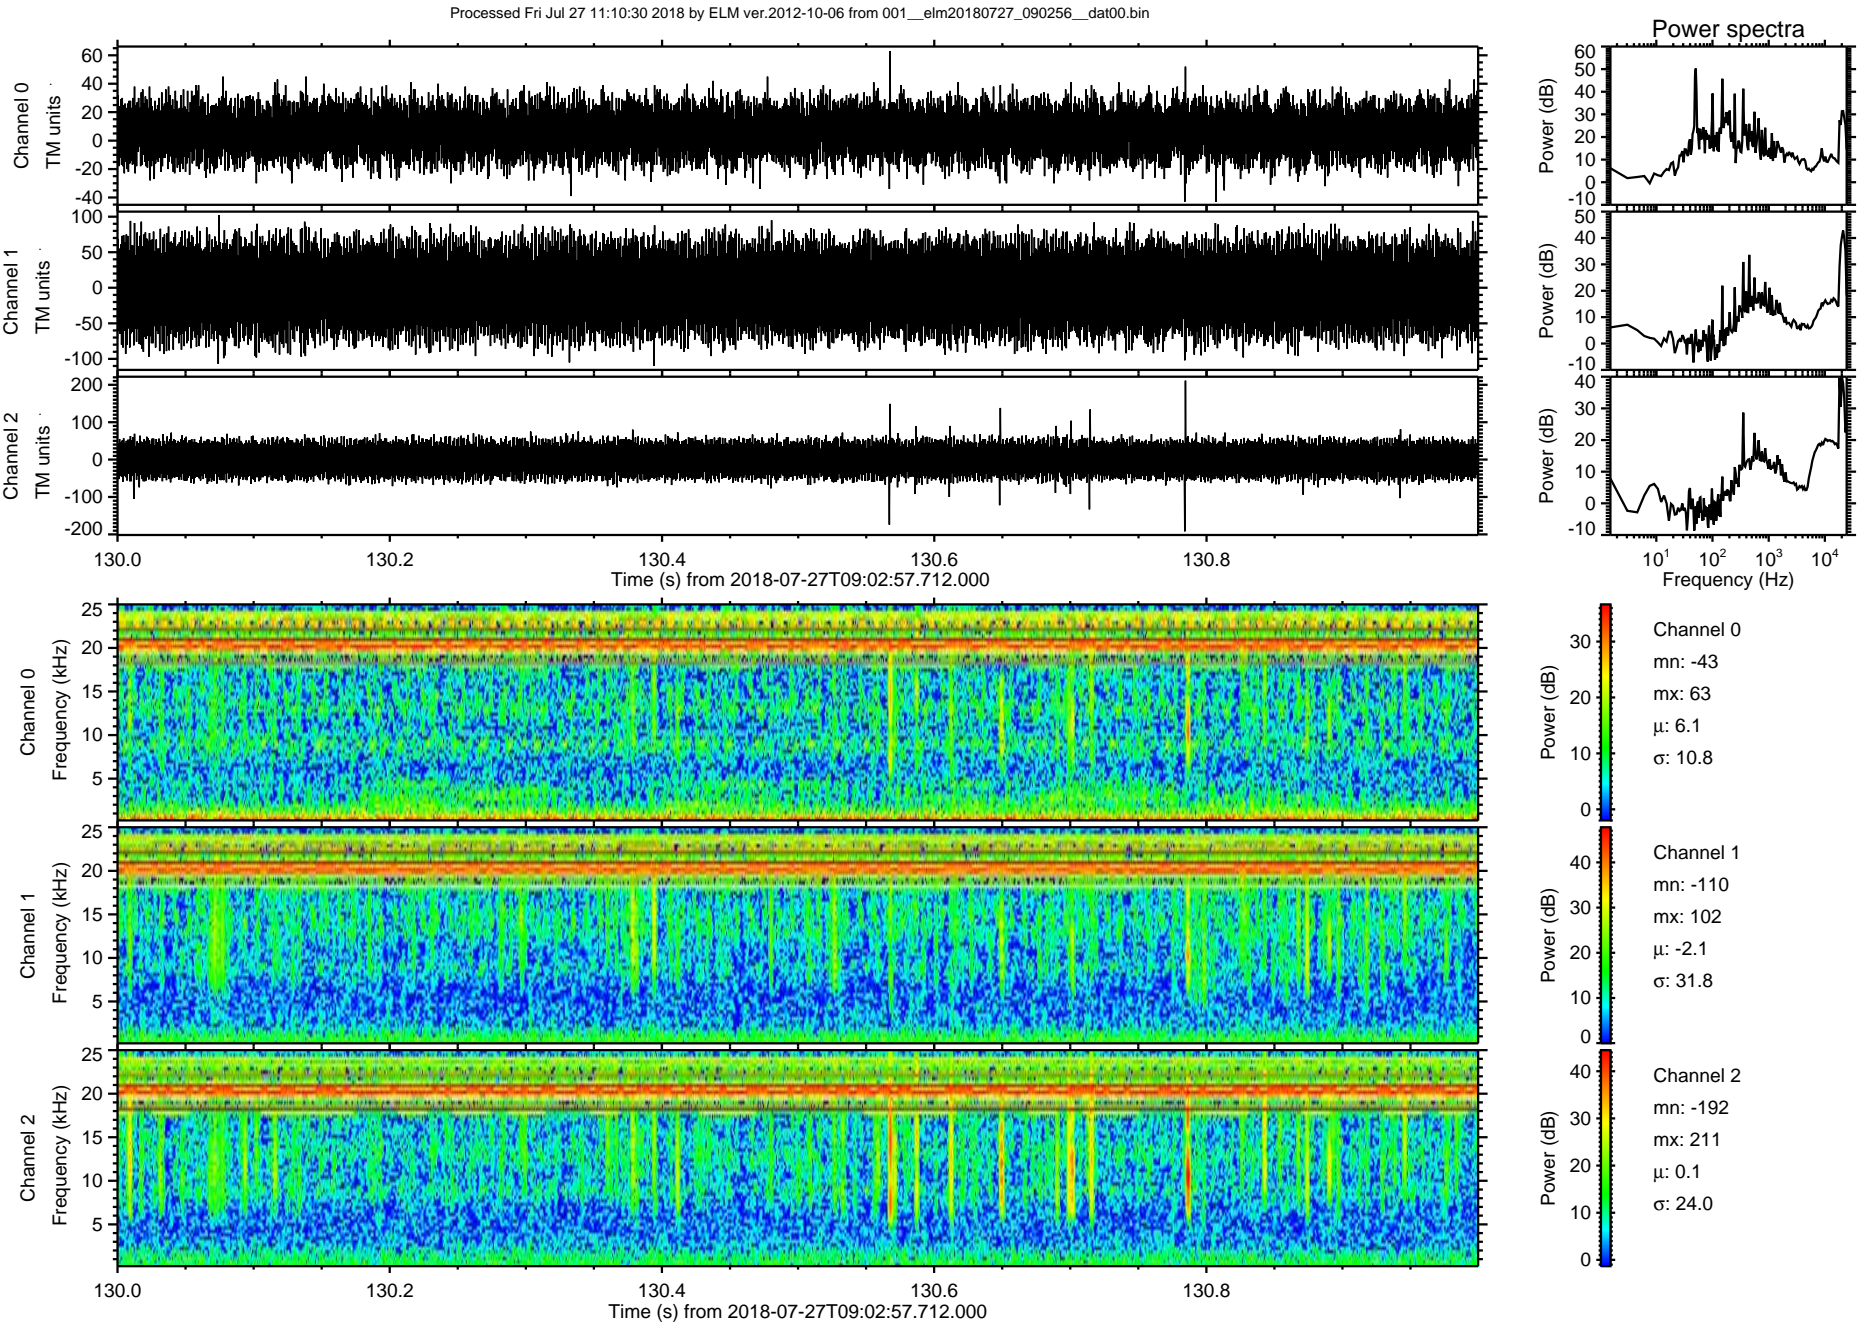 Processed Fri Jul 27 11:10:30 2018 by ELM ver.2012-10-06 from 001__elm20180727_090256__dat00.bin
Power spectra
Channel 0
TM units
60
40
20
0
-20
-40
Power (dB)
60
50
40
30
20
10
0
-10
Channel 1
TM units
100
50
0
-50
-100
Power (dB)
50
40
30
20
10
0
-10
Channel 2
TM units
200
100
0
-100
-200
Power (dB)
40
30
20
10
0
-10
130.0 130.2 130.4 130.6 130.8
Time (s) from 2018-07-27T09:02:57.712.000
10^1 10^2 10^3 10^4
Frequency (Hz)
Channel 0
Frequency (kHz)
25
20
15
10
5
Power (dB)
30
20
10
0
Channel 0
mn: -43
mx: 63
μ: 6.1
σ: 10.8
Channel 1
Frequency (kHz)
25
20
15
10
5
Power (dB)
40
30
20
10
0
Channel 1
mn: -110
mx: 102
μ: -2.1
σ: 31.8
Channel 2
Frequency (kHz)
25
20
15
10
5
Power (dB)
40
30
20
10
0
Channel 2
mn: -192
mx: 211
μ: 0.1
σ: 24.0
130.0 130.2 130.4 130.6 130.8
Time (s) from 2018-07-27T09:02:57.712.000